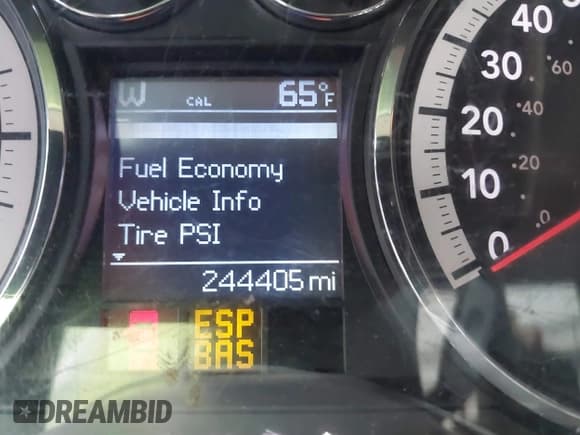 W CAL 65°F
Fuel Economy
Vehicle Info
Tire PSI
244405 mi
ESP
BAS
40
30
20
10
0
60
40
20
0
DREAMBID